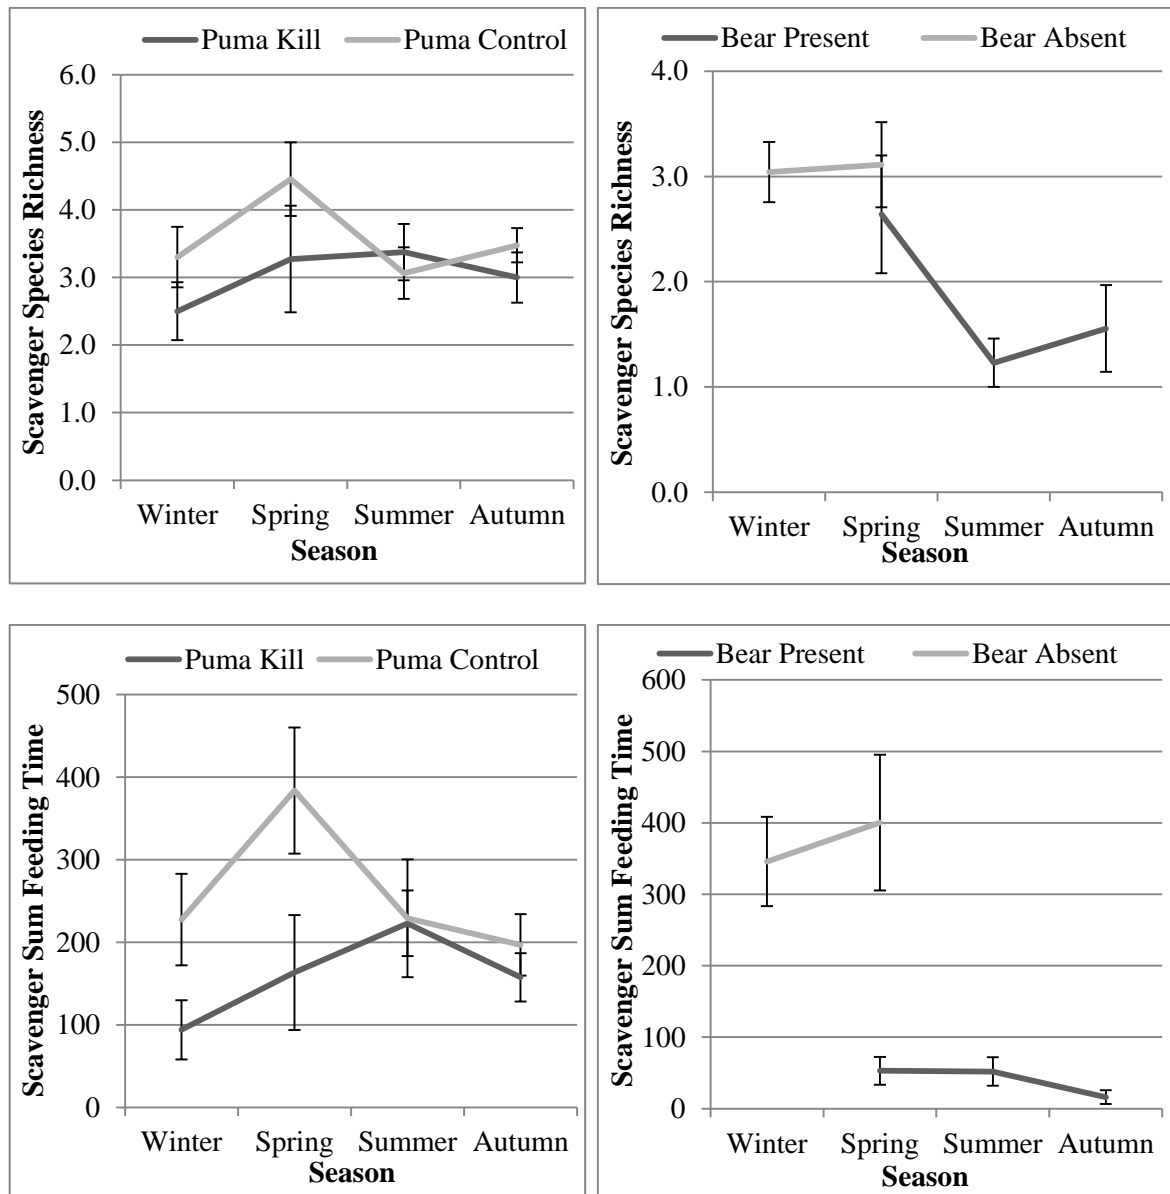 Puma Kill Puma Control
6.0
5.0
4.0
3.0
2.0
1.0
0.0
Scavenger Species Richness
Winter Spring Summer Autumn
Season
Bear Present Bear Absent
4.0
3.0
2.0
1.0
0.0
Scavenger Species Richness
Winter Spring Summer Autumn
Season
Puma Kill Puma Control
500
400
300
200
100
0
Scavenger Sum Feeding Time
Winter Spring Summer Autumn
Season
Bear Present Bear Absent
600
500
400
300
200
100
0
Scavenger Sum Feeding Time
Winter Spring Summer Autumn
Season